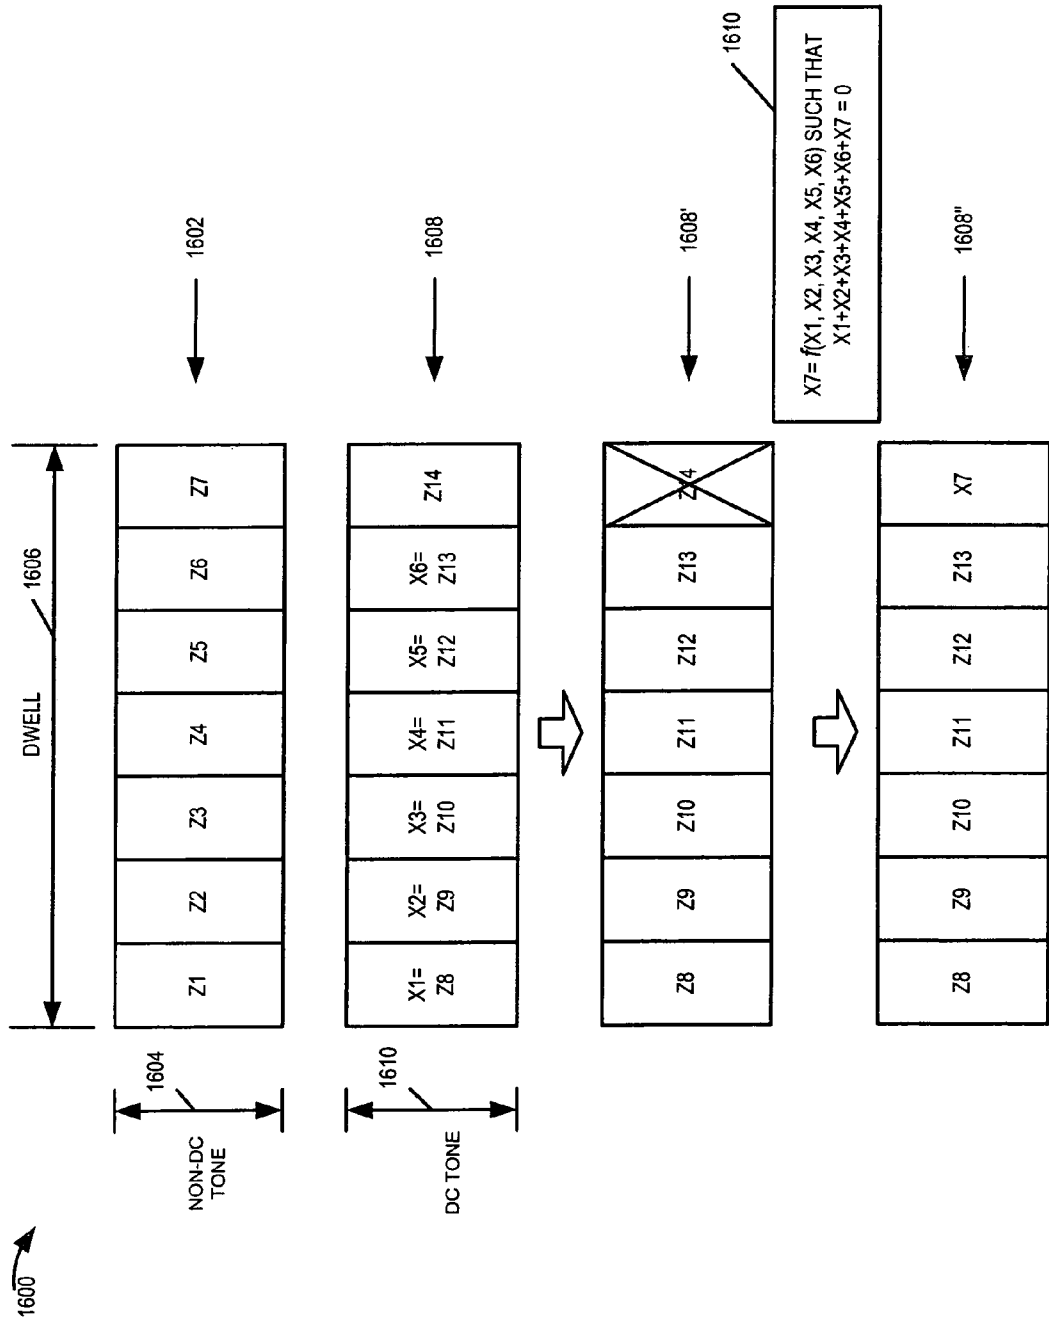 1600
DWELL
1606
NON-DC
TONE
1604
Z1
Z2
Z3
Z4
Z5
Z6
Z7
1602
DC TONE
1610
X1=
Z8
X2=
Z9
X3=
Z10
X4=
Z11
X5=
Z12
X6=
Z13
Z14
1608
Z8
Z9
Z10
Z11
Z12
Z13
Z14
1608'
1610
X7= f(X1, X2, X3, X4, X5, X6) SUCH THAT
X1+X2+X3+X4+X5+X6+X7 = 0
Z8
Z9
Z10
Z11
Z12
Z13
X7
1608"